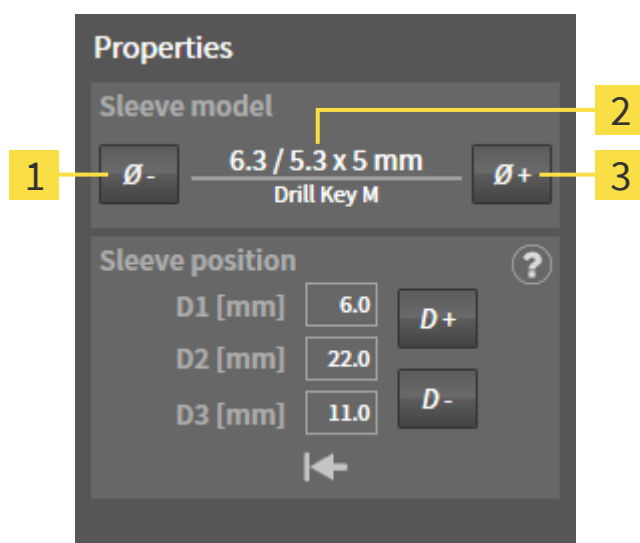 Properties
Sleeve model
2
1
Ø -
6.3 / 5.3 x 5 mm
Drill Key M
Ø +
3
Sleeve position
?
D1 [mm]
6.0
D +
D2 [mm]
22.0
D3 [mm]
11.0
D -